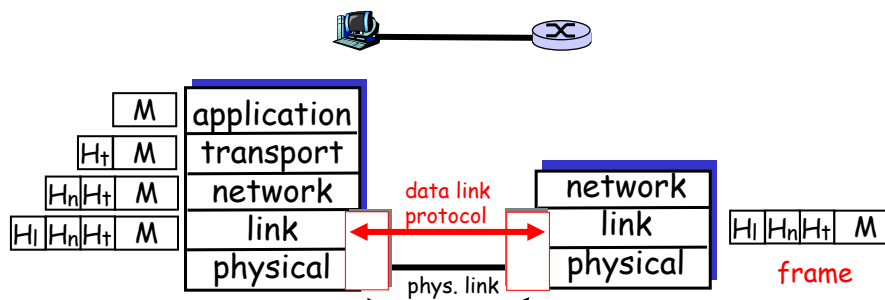 M application
Ht M transport
Hn Ht M network
Hl Hn Ht M link
physical
data link
protocol
phys. link
network
link
physical
Hl Hn Ht M
frame